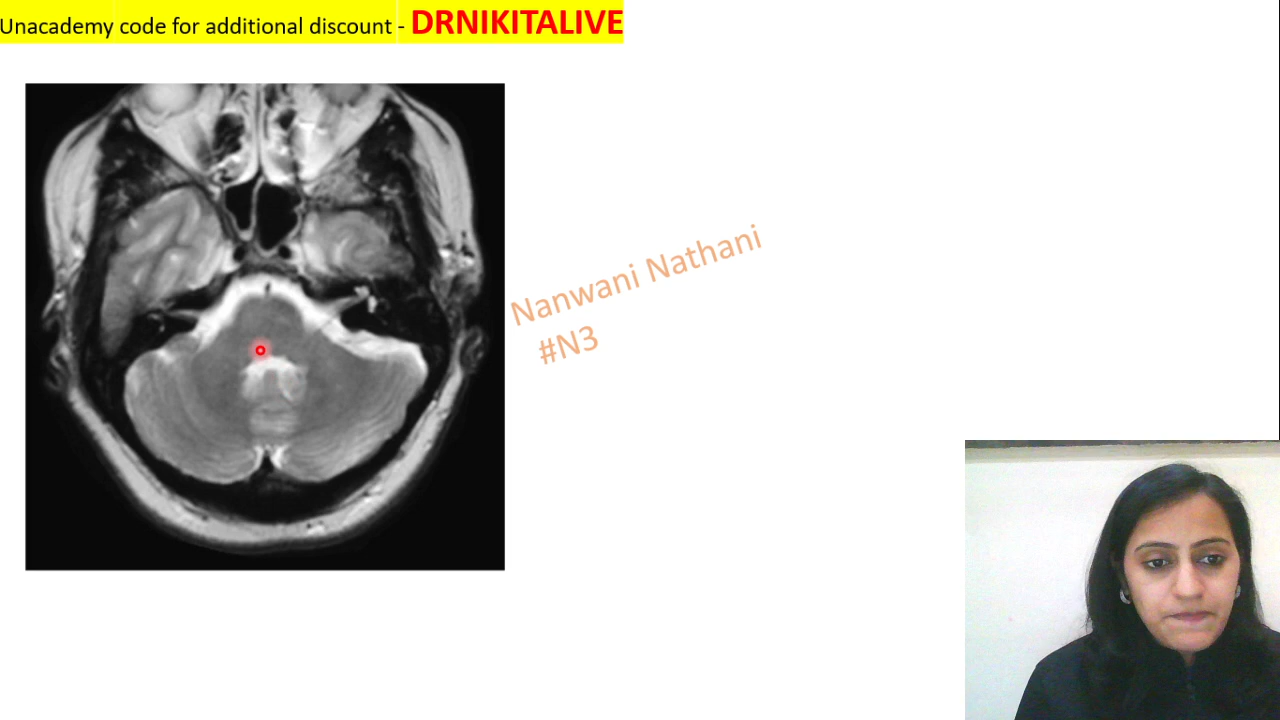 Unacademy code for additional discount - DRNIKITALIVE
Nanwani Nathani
#N3